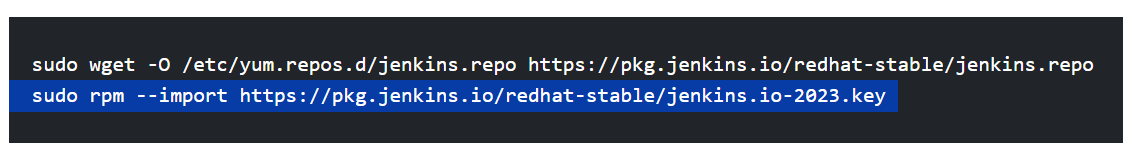 sudo wget -O /etc/yum.repos.d/jenkins.repo https://pkg.jenkins.io/redhat-stable/jenkins.repo
sudo rpm --import https://pkg.jenkins.io/redhat-stable/jenkins.io-2023.key